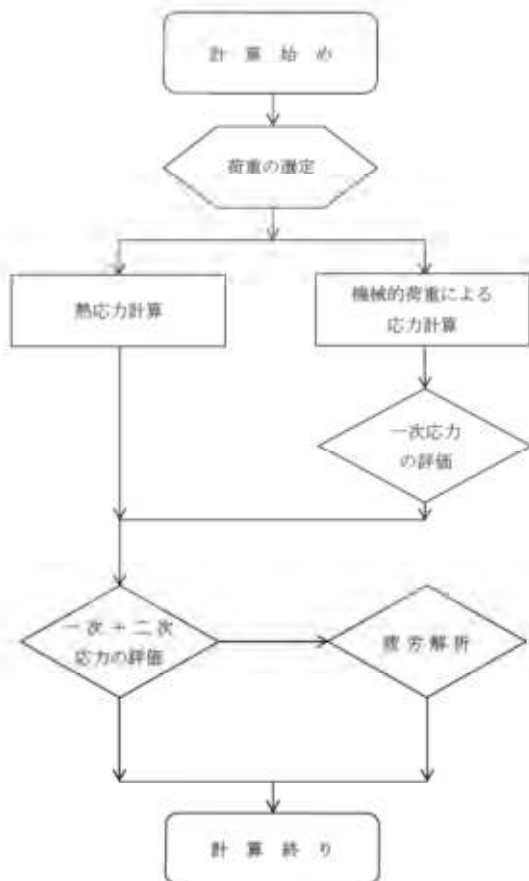 計算始め
荷重の選定
熱応力計算
機械的荷重による
応力計算
一次応力
の評価
一次+二次
応力の評価
疲労解析
計算終り